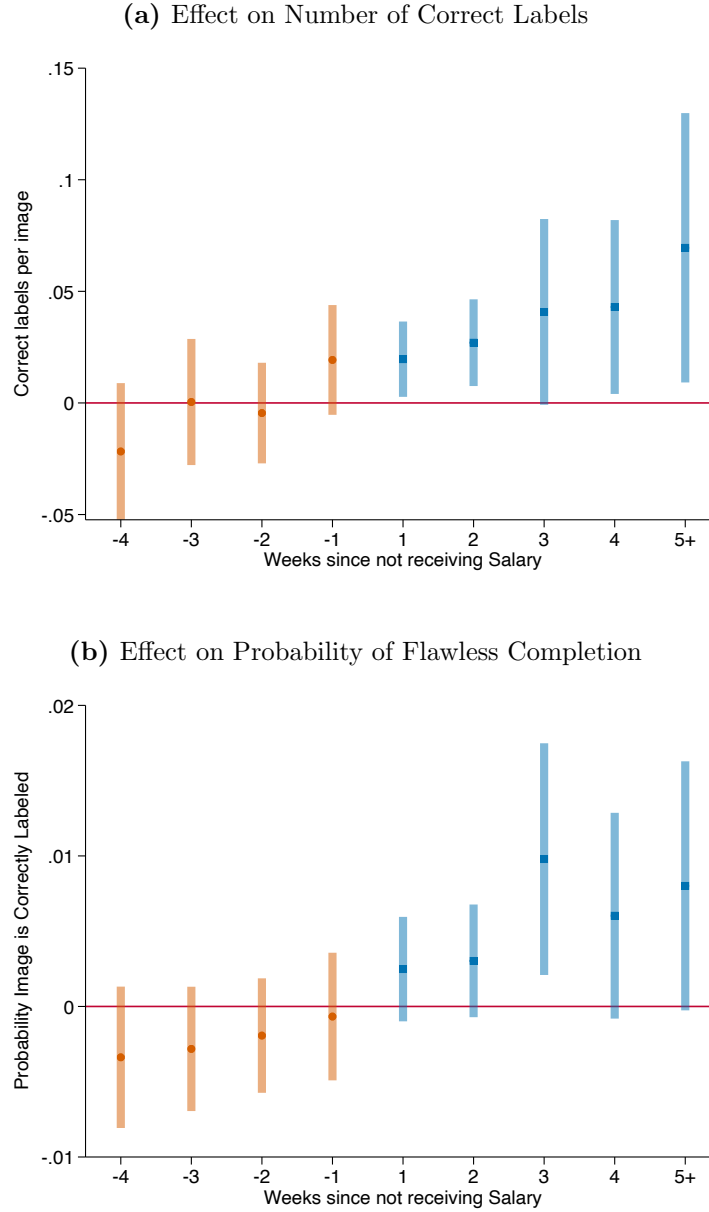 (a) Effect on Number of Correct Labels
.15
.1
.05
0
-.05
Correct labels per image
-4 -3 -2 -1 1 2 3 4 5+
Weeks since not receiving Salary
(b) Effect on Probability of Flawless Completion
.02
.01
0
-.01
Probability Image is Correctly Labeled
-4 -3 -2 -1 1 2 3 4 5+
Weeks since not receiving Salary